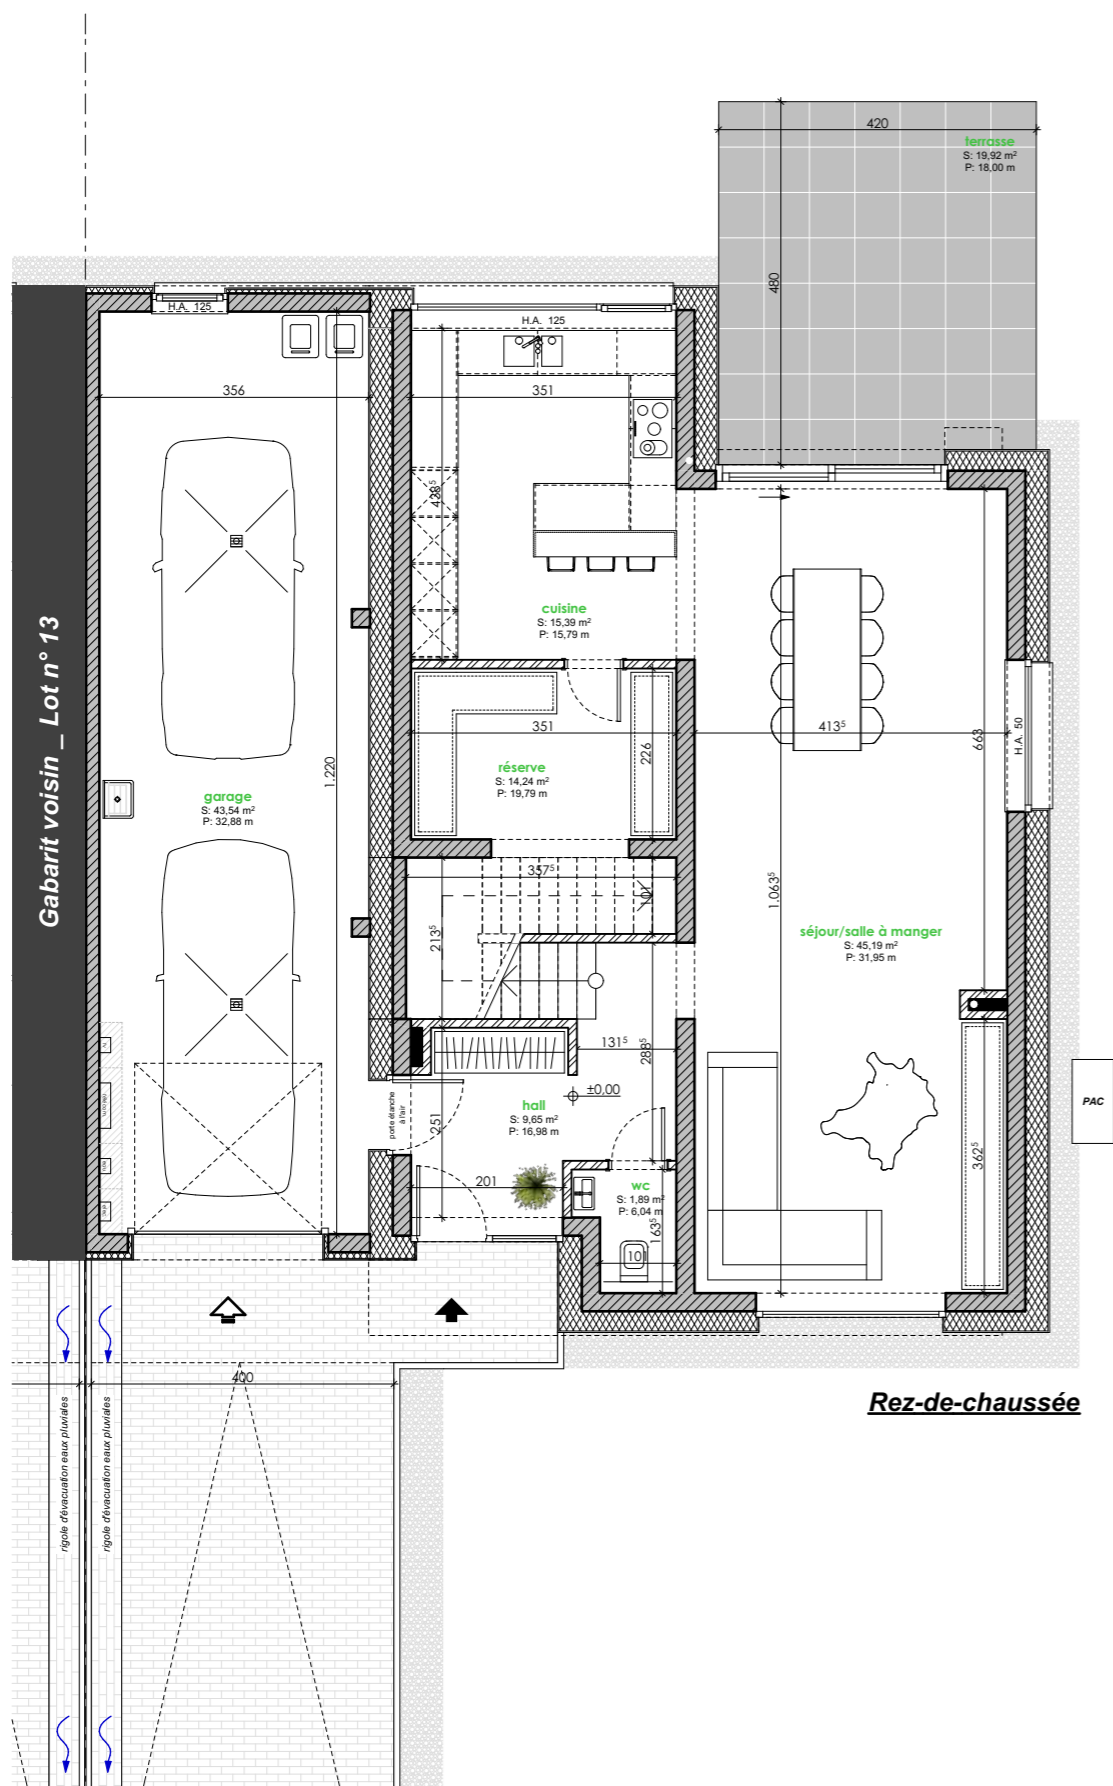 420
terrasse
S: 19,92 m²
P: 18,00 m
480
H.A. 125
H.A. 125
356
351
438⁵
Gabarit voisin _ Lot n° 13
cuisine
S: 15,39 m²
P: 15,79 m
351
226
413⁵
663
H.A. 50
réserve
S: 14,24 m²
P: 19,79 m
1.220
garage
S: 43,54 m²
P: 32,88 m
357⁵
101
213⁵
1.063⁵
séjour/salle à manger
S: 45,19 m²
P: 31,95 m
131⁵
288⁵
±0,00
hall
S: 9,65 m²
P: 16,98 m
porte étanche
à l'air
251
PAC
362⁵
201
wc
S: 1,89 m²
P: 6,04 m
163⁵
101
400
Rez-de-chaussée
rigole d'évacuation eaux pluviales
rigole d'évacuation eaux pluviales